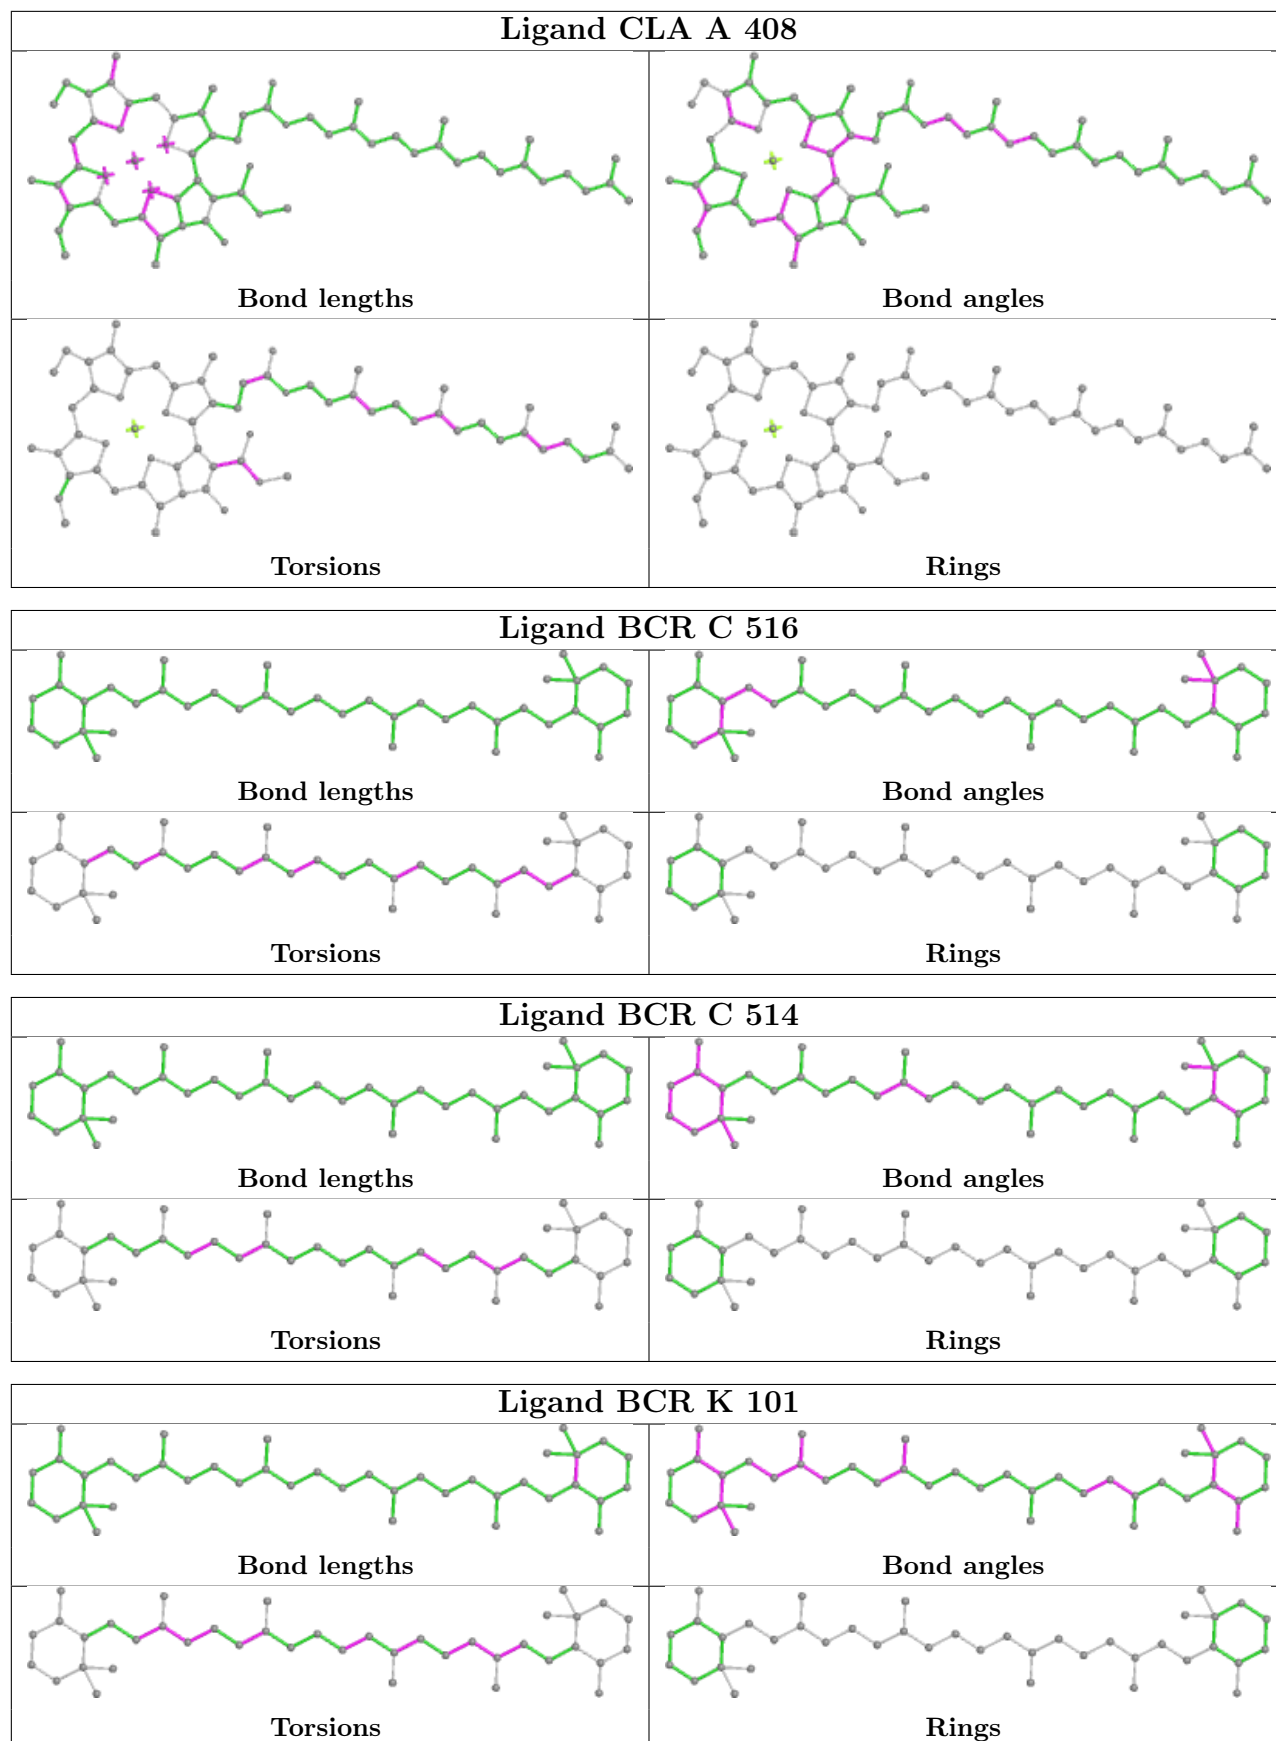 Ligand CLA A 408
Bond lengths
Bond angles
Torsions
Rings
Ligand BCR C 516
Bond lengths
Bond angles
Torsions
Rings
Ligand BCR C 514
Bond lengths
Bond angles
Torsions
Rings
Ligand BCR K 101
Bond lengths
Bond angles
Torsions
Rings